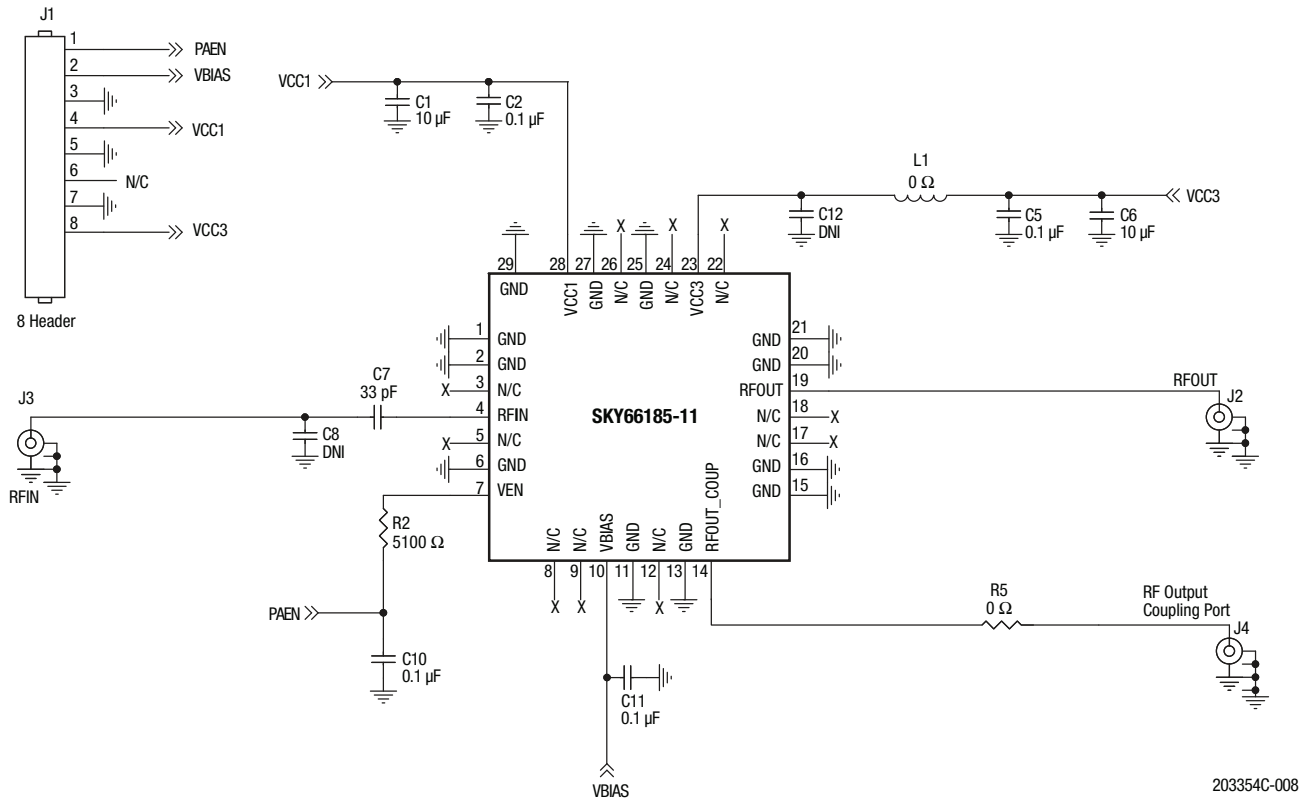 J1
1
PAEN
2
VBIAS
3
4
VCC1
5
6
N/C
7
8
VCC3
8 Header
VCC1
C1
10 µF
C2
0.1 µF
L1
0 Ω
C12
DNI
C5
0.1 µF
C6
10 µF
VCC3
X
X
X
29
28
27
26
25
24
23
22
GND
VCC1
GND
N/C
GND
N/C
VCC3
N/C
1
GND
2
GND
X
3
N/C
4
RFIN
X
5
N/C
6
GND
7
VEN
SKY66185-11
GND
21
GND
20
RFOUT
19
N/C
18
X
N/C
17
X
GND
16
GND
15
N/C
N/C
VBIAS
GND
N/C
GND
RFOUT_COUP
8
9
10
11
12
13
14
X
X
X
J3
RFIN
C8
DNI
C7
33 pF
R2
5100 Ω
PAEN
C10
0.1 µF
C11
0.1 µF
VBIAS
RFOUT
J2
R5
0 Ω
RF Output
Coupling Port
J4
203354C-008